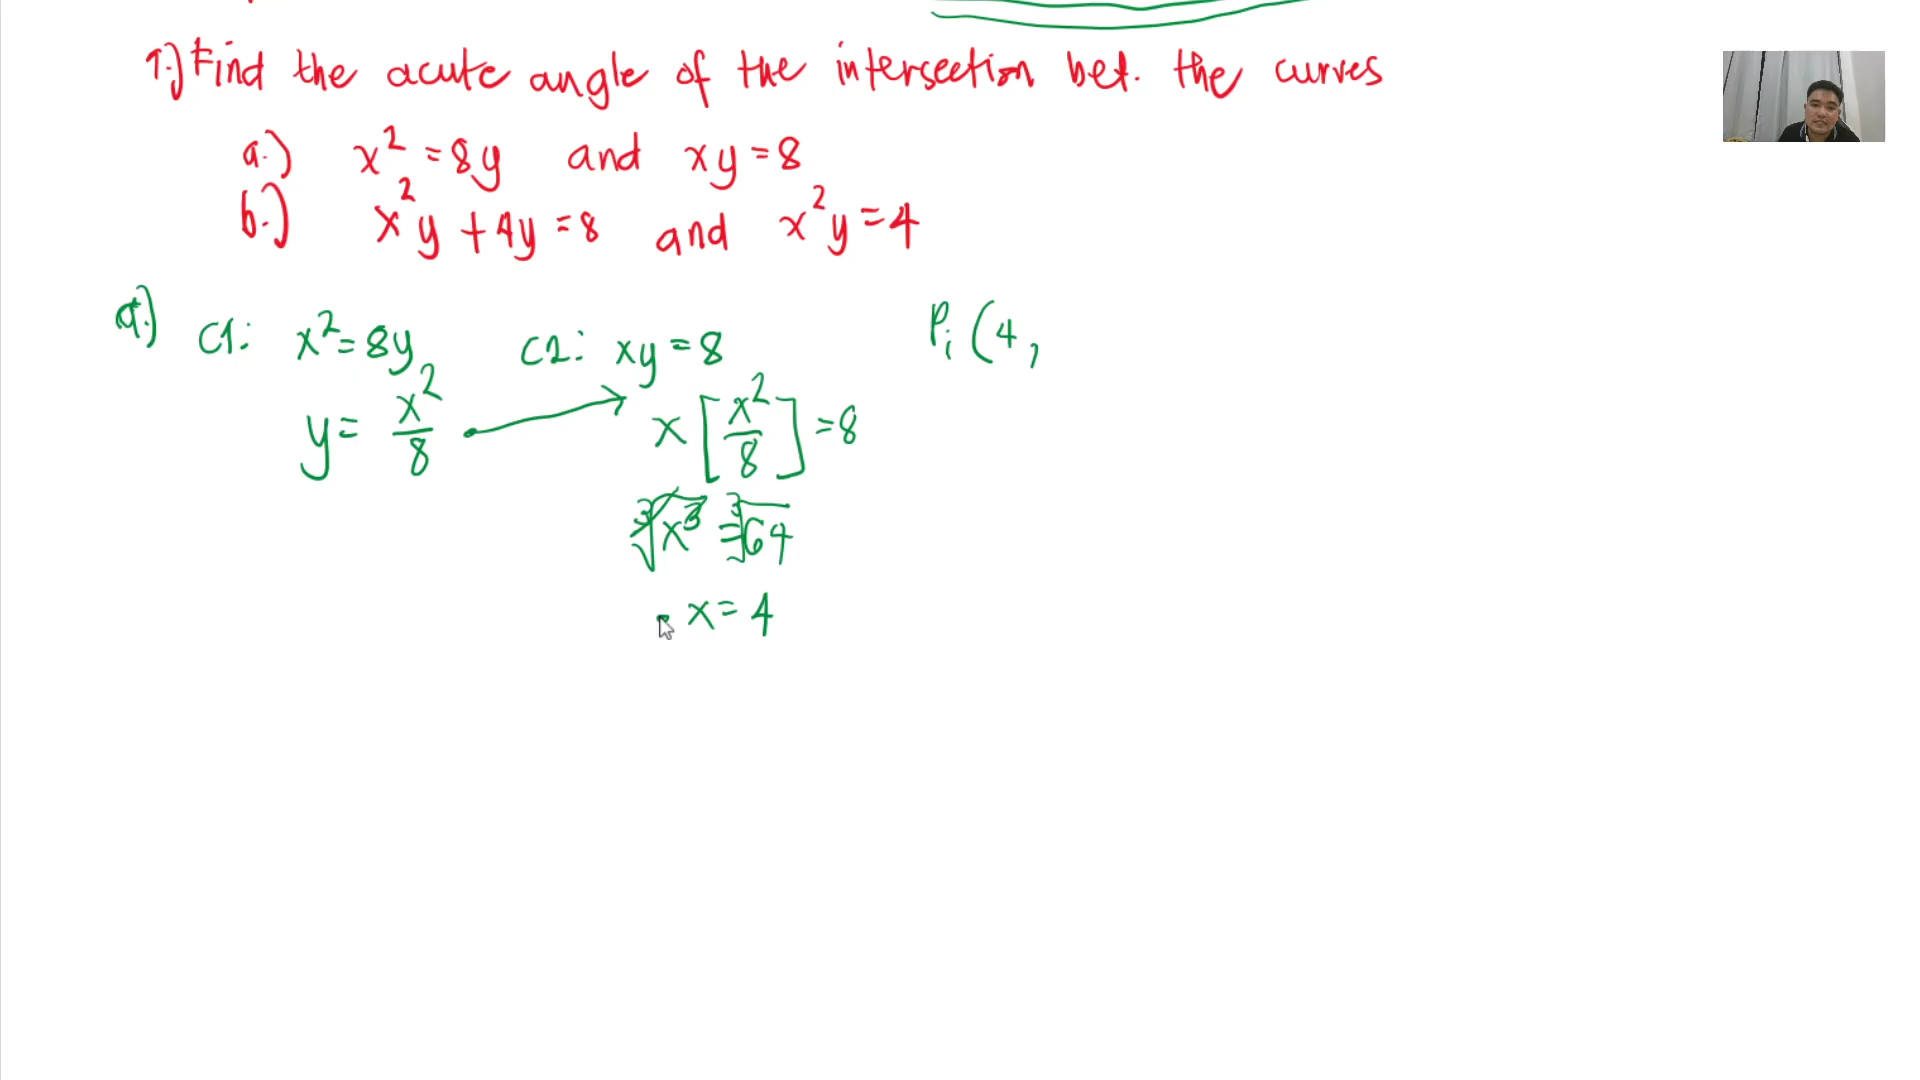 1.) Find the acute angle of the intersection bet. the curves
a.) x² = 8y and xy = 8
b.) x²y + 4y = 8 and x²y = 4
a.) C1: x² = 8y C2: xy = 8 Pi (4,
y = x²/8 x [x²/8] = 8
∛x³ = ∛64
x = 4